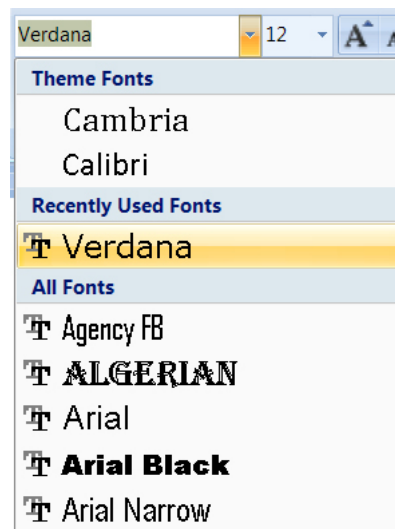 Verdana 12 A
Theme Fonts
Cambria
Calibri
Recently Used Fonts
Verdana
All Fonts
Agency FB
ALGERIAN
Arial
Arial Black
Arial Narrow